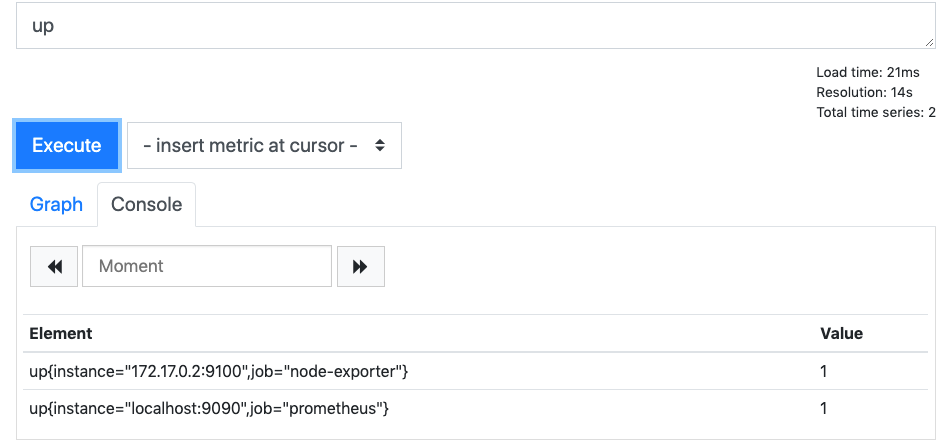 up
Load time: 21ms
Resolution: 14s
Total time series: 2
Execute
- insert metric at cursor -
Graph
Console
Moment
Element Value
up{instance="172.17.0.2:9100",job="node-exporter"} 1
up{instance="localhost:9090",job="prometheus"} 1